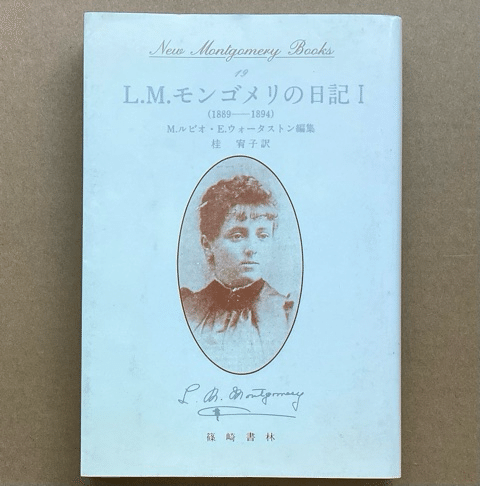 New Montgomery Books
19
L.M.モンゴメリの日記 I
(1889——1894)
M.ルビオ・E.ウォータストン編集
桂 宥子訳
L. M. Montgomery
篠崎書林